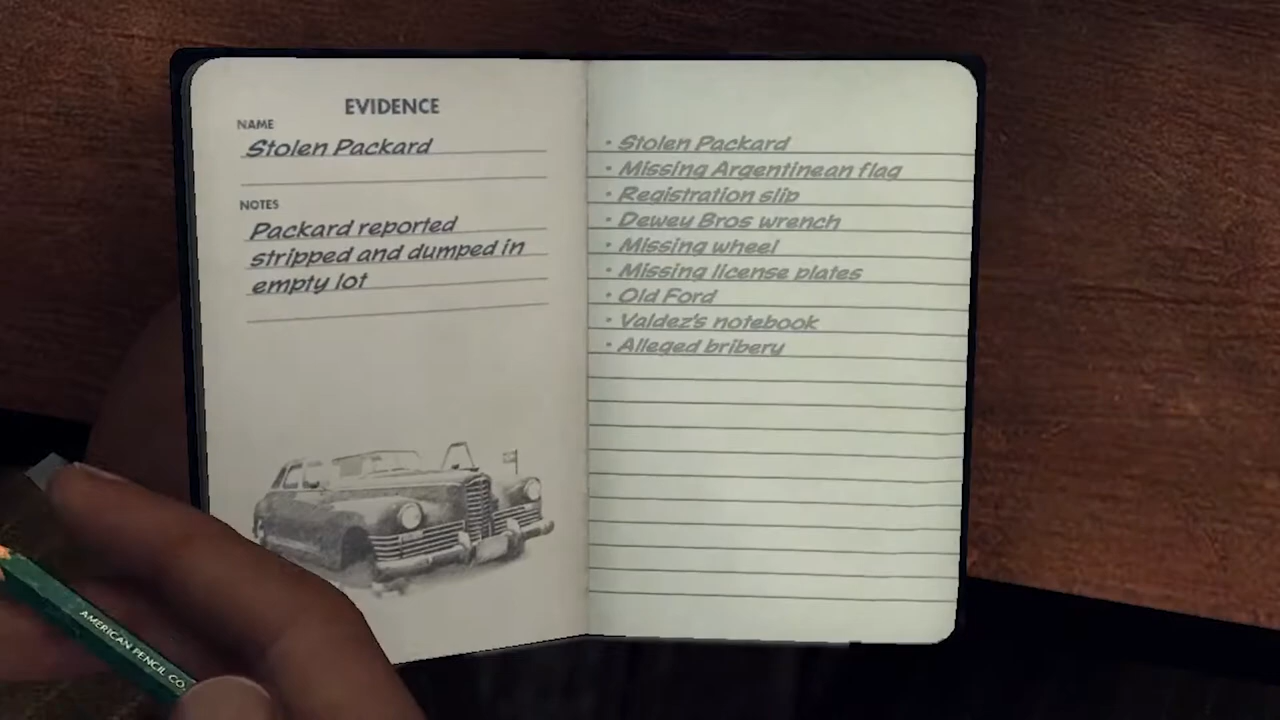 EVIDENCE
NAME
Stolen Packard
NOTES
Packard reported
stripped and dumped in
empty lot
• Stolen Packard
• Missing Argentinean flag
• Registration slip
• Dewey Bros wrench
• Missing wheel
• Missing license plates
• Old Ford
• Valdez's notebook
• Alleged bribery
AMERICAN PENCIL CO.